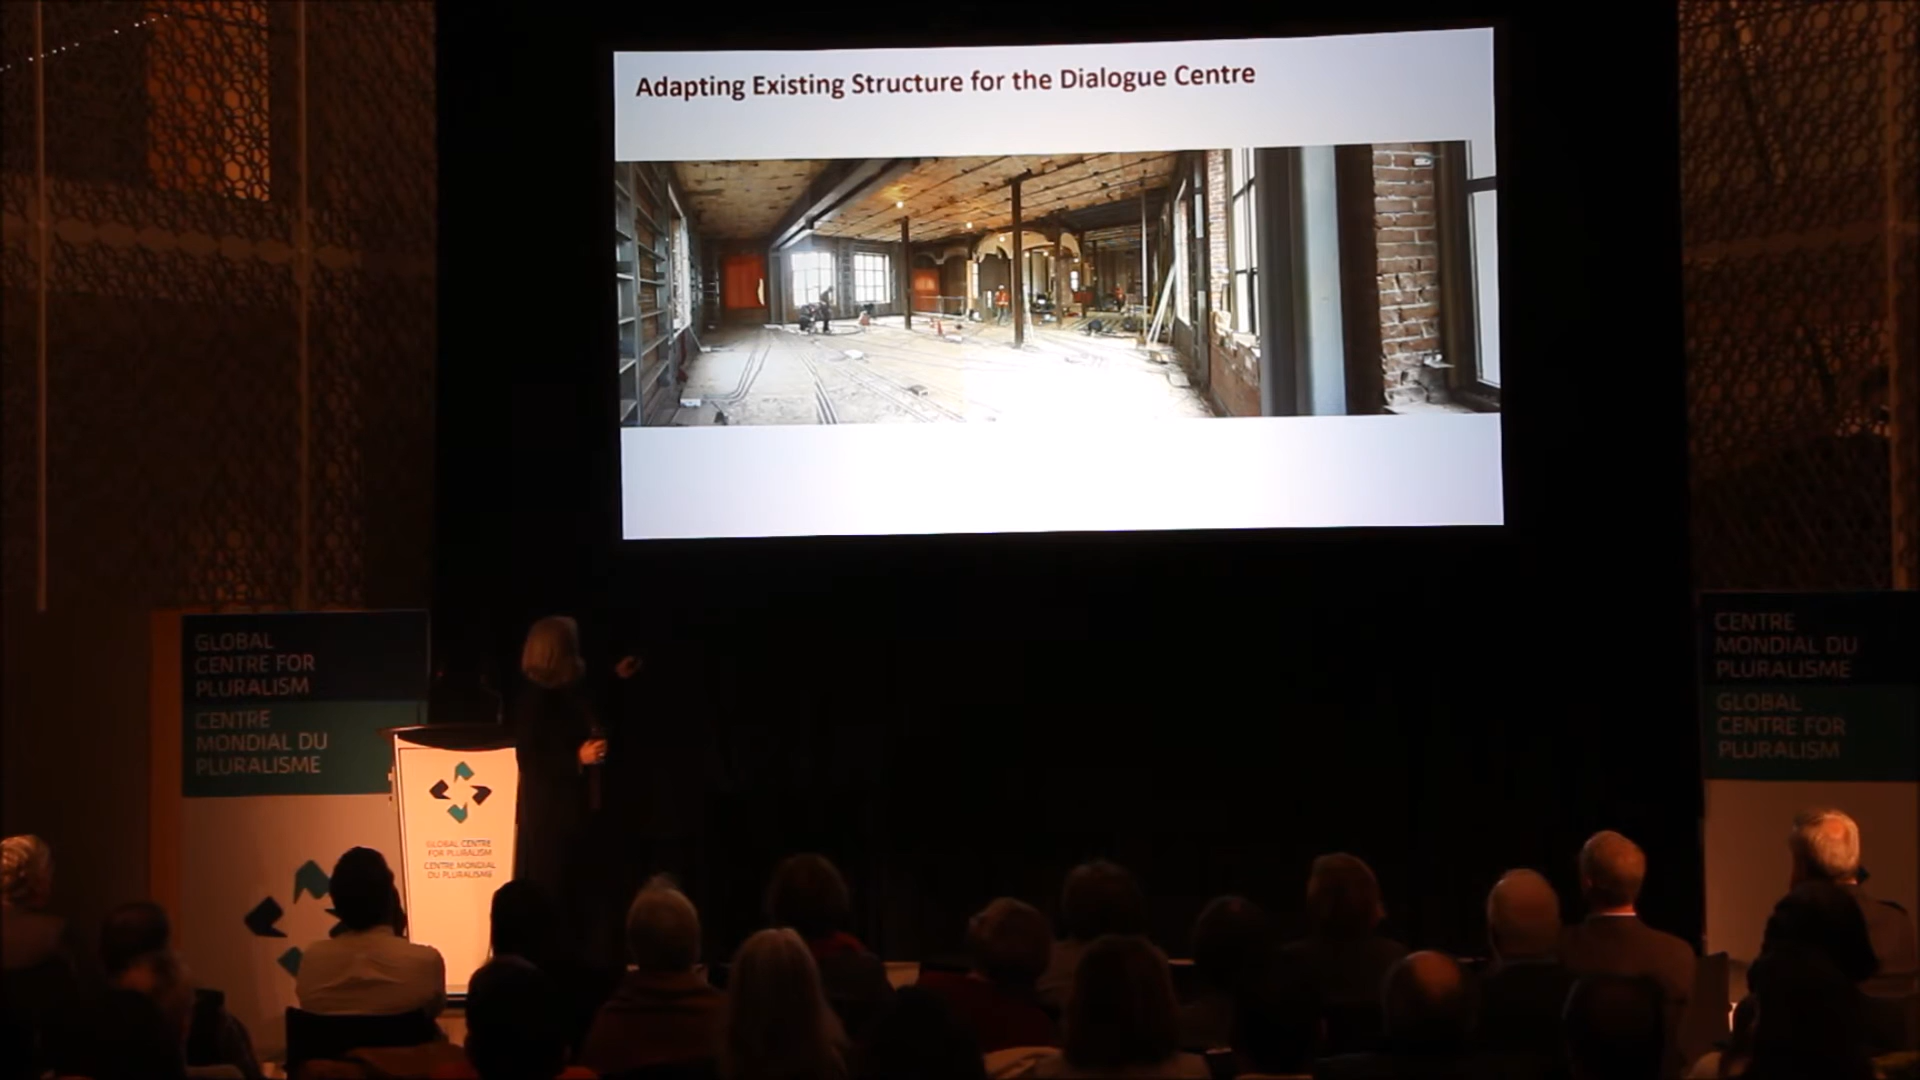 Adapting Existing Structure for the Dialogue Centre
GLOBAL
CENTRE FOR
PLURALISM
CENTRE
MONDIAL DU
PLURALISME
GLOBAL CENTRE
FOR PLURALISM
CENTRE MONDIAL
DU PLURALISME
CENTRE
MONDIAL DU
PLURALISME
GLOBAL
CENTRE FOR
PLURALISM